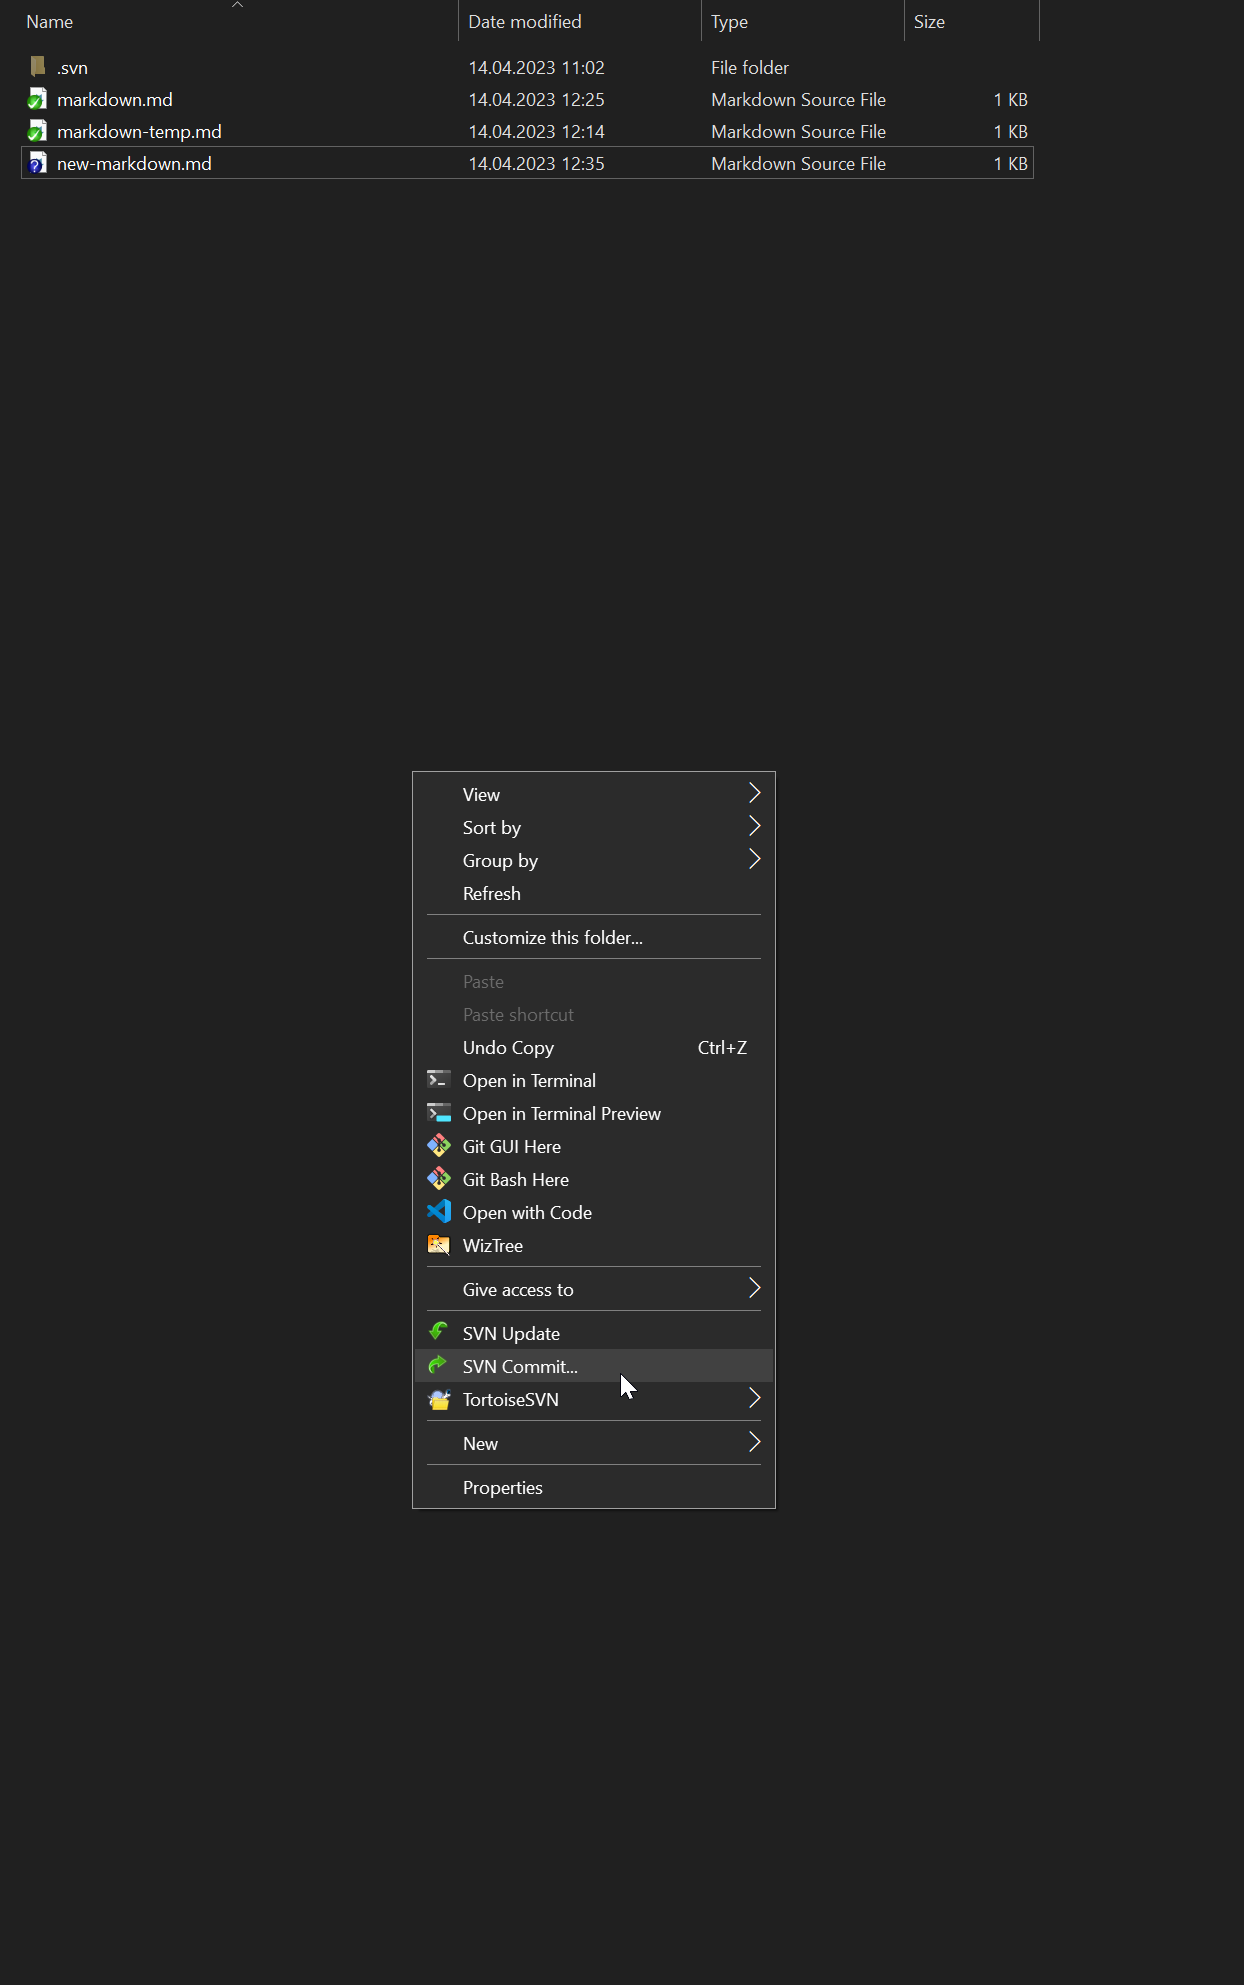 Name Date modified Type Size
.svn 14.04.2023 11:02 File folder
markdown.md 14.04.2023 12:25 Markdown Source File 1 KB
markdown-temp.md 14.04.2023 12:14 Markdown Source File 1 KB
new-markdown.md 14.04.2023 12:35 Markdown Source File 1 KB
View
Sort by
Group by
Refresh
Customize this folder...
Paste
Paste shortcut
Undo Copy Ctrl+Z
Open in Terminal
Open in Terminal Preview
Git GUI Here
Git Bash Here
Open with Code
WizTree
Give access to
SVN Update
SVN Commit...
TortoiseSVN
New
Properties